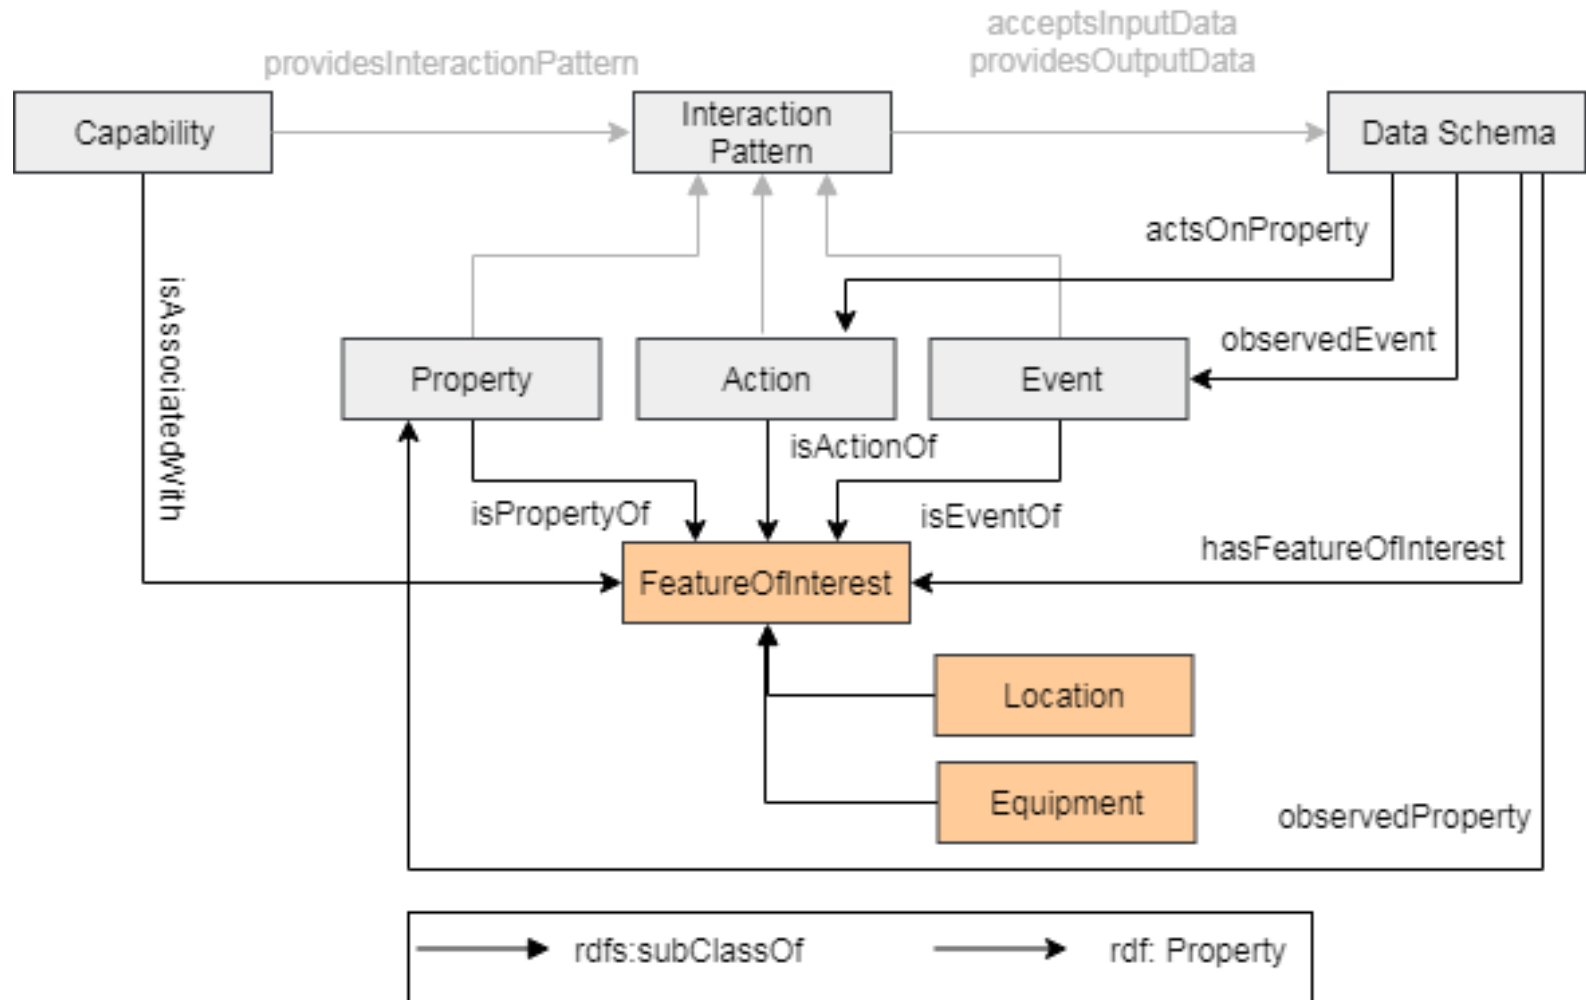 acceptsInputData
providesInteractionPattern
providesOutputData
Capability
Interaction
Pattern
Data Schema
actsOnProperty
isAssociatedWith
observedEvent
Property
Action
Event
isActionOf
isPropertyOf
isEventOf
hasFeatureOfInterest
FeatureOfInterest
Location
Equipment
observedProperty
rdfs:subClassOf
rdf: Property